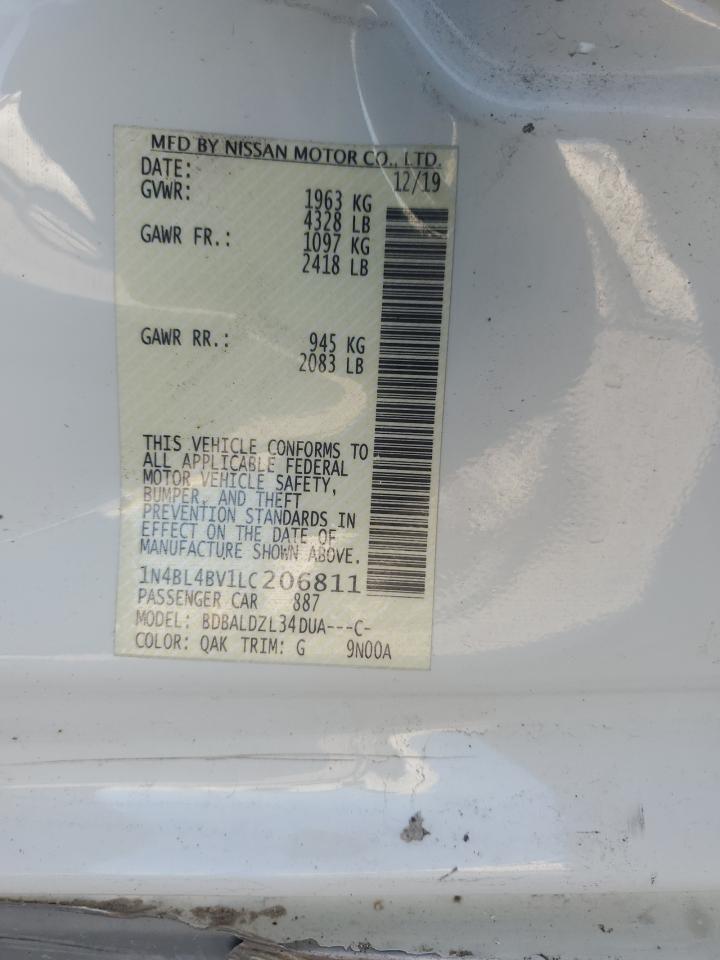 MFD BY NISSAN MOTOR CO., LTD.
DATE: 12/19
GVWR: 1963 KG
4328 LB
GAWR FR.: 1097 KG
2418 LB
GAWR RR.: 945 KG
2083 LB
THIS VEHICLE CONFORMS TO
ALL APPLICABLE FEDERAL
MOTOR VEHICLE SAFETY,
BUMPER, AND THEFT
PREVENTION STANDARDS IN
EFFECT ON THE DATE OF
MANUFACTURE SHOWN ABOVE.
1N4BL4BV1LC206811
PASSENGER CAR 887
MODEL: BDBALDZL34DUA---C-
COLOR: QAK TRIM: G 9N00A